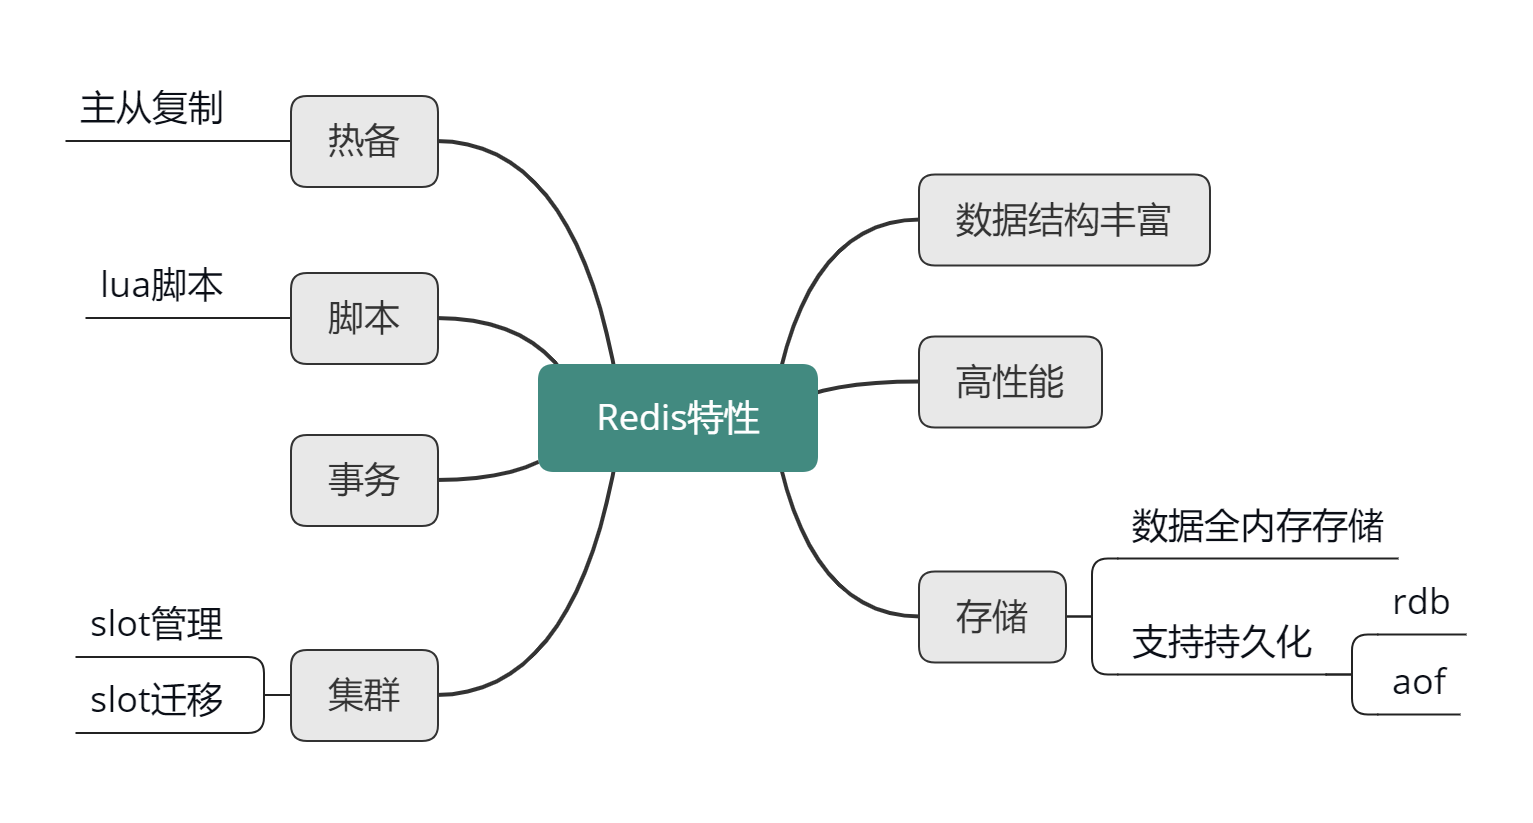 主从复制
热备
lua脚本
脚本
事务
slot管理
slot迁移
集群
Redis特性
数据结构丰富
高性能
存储
数据全内存存储
支持持久化
rdb
aof